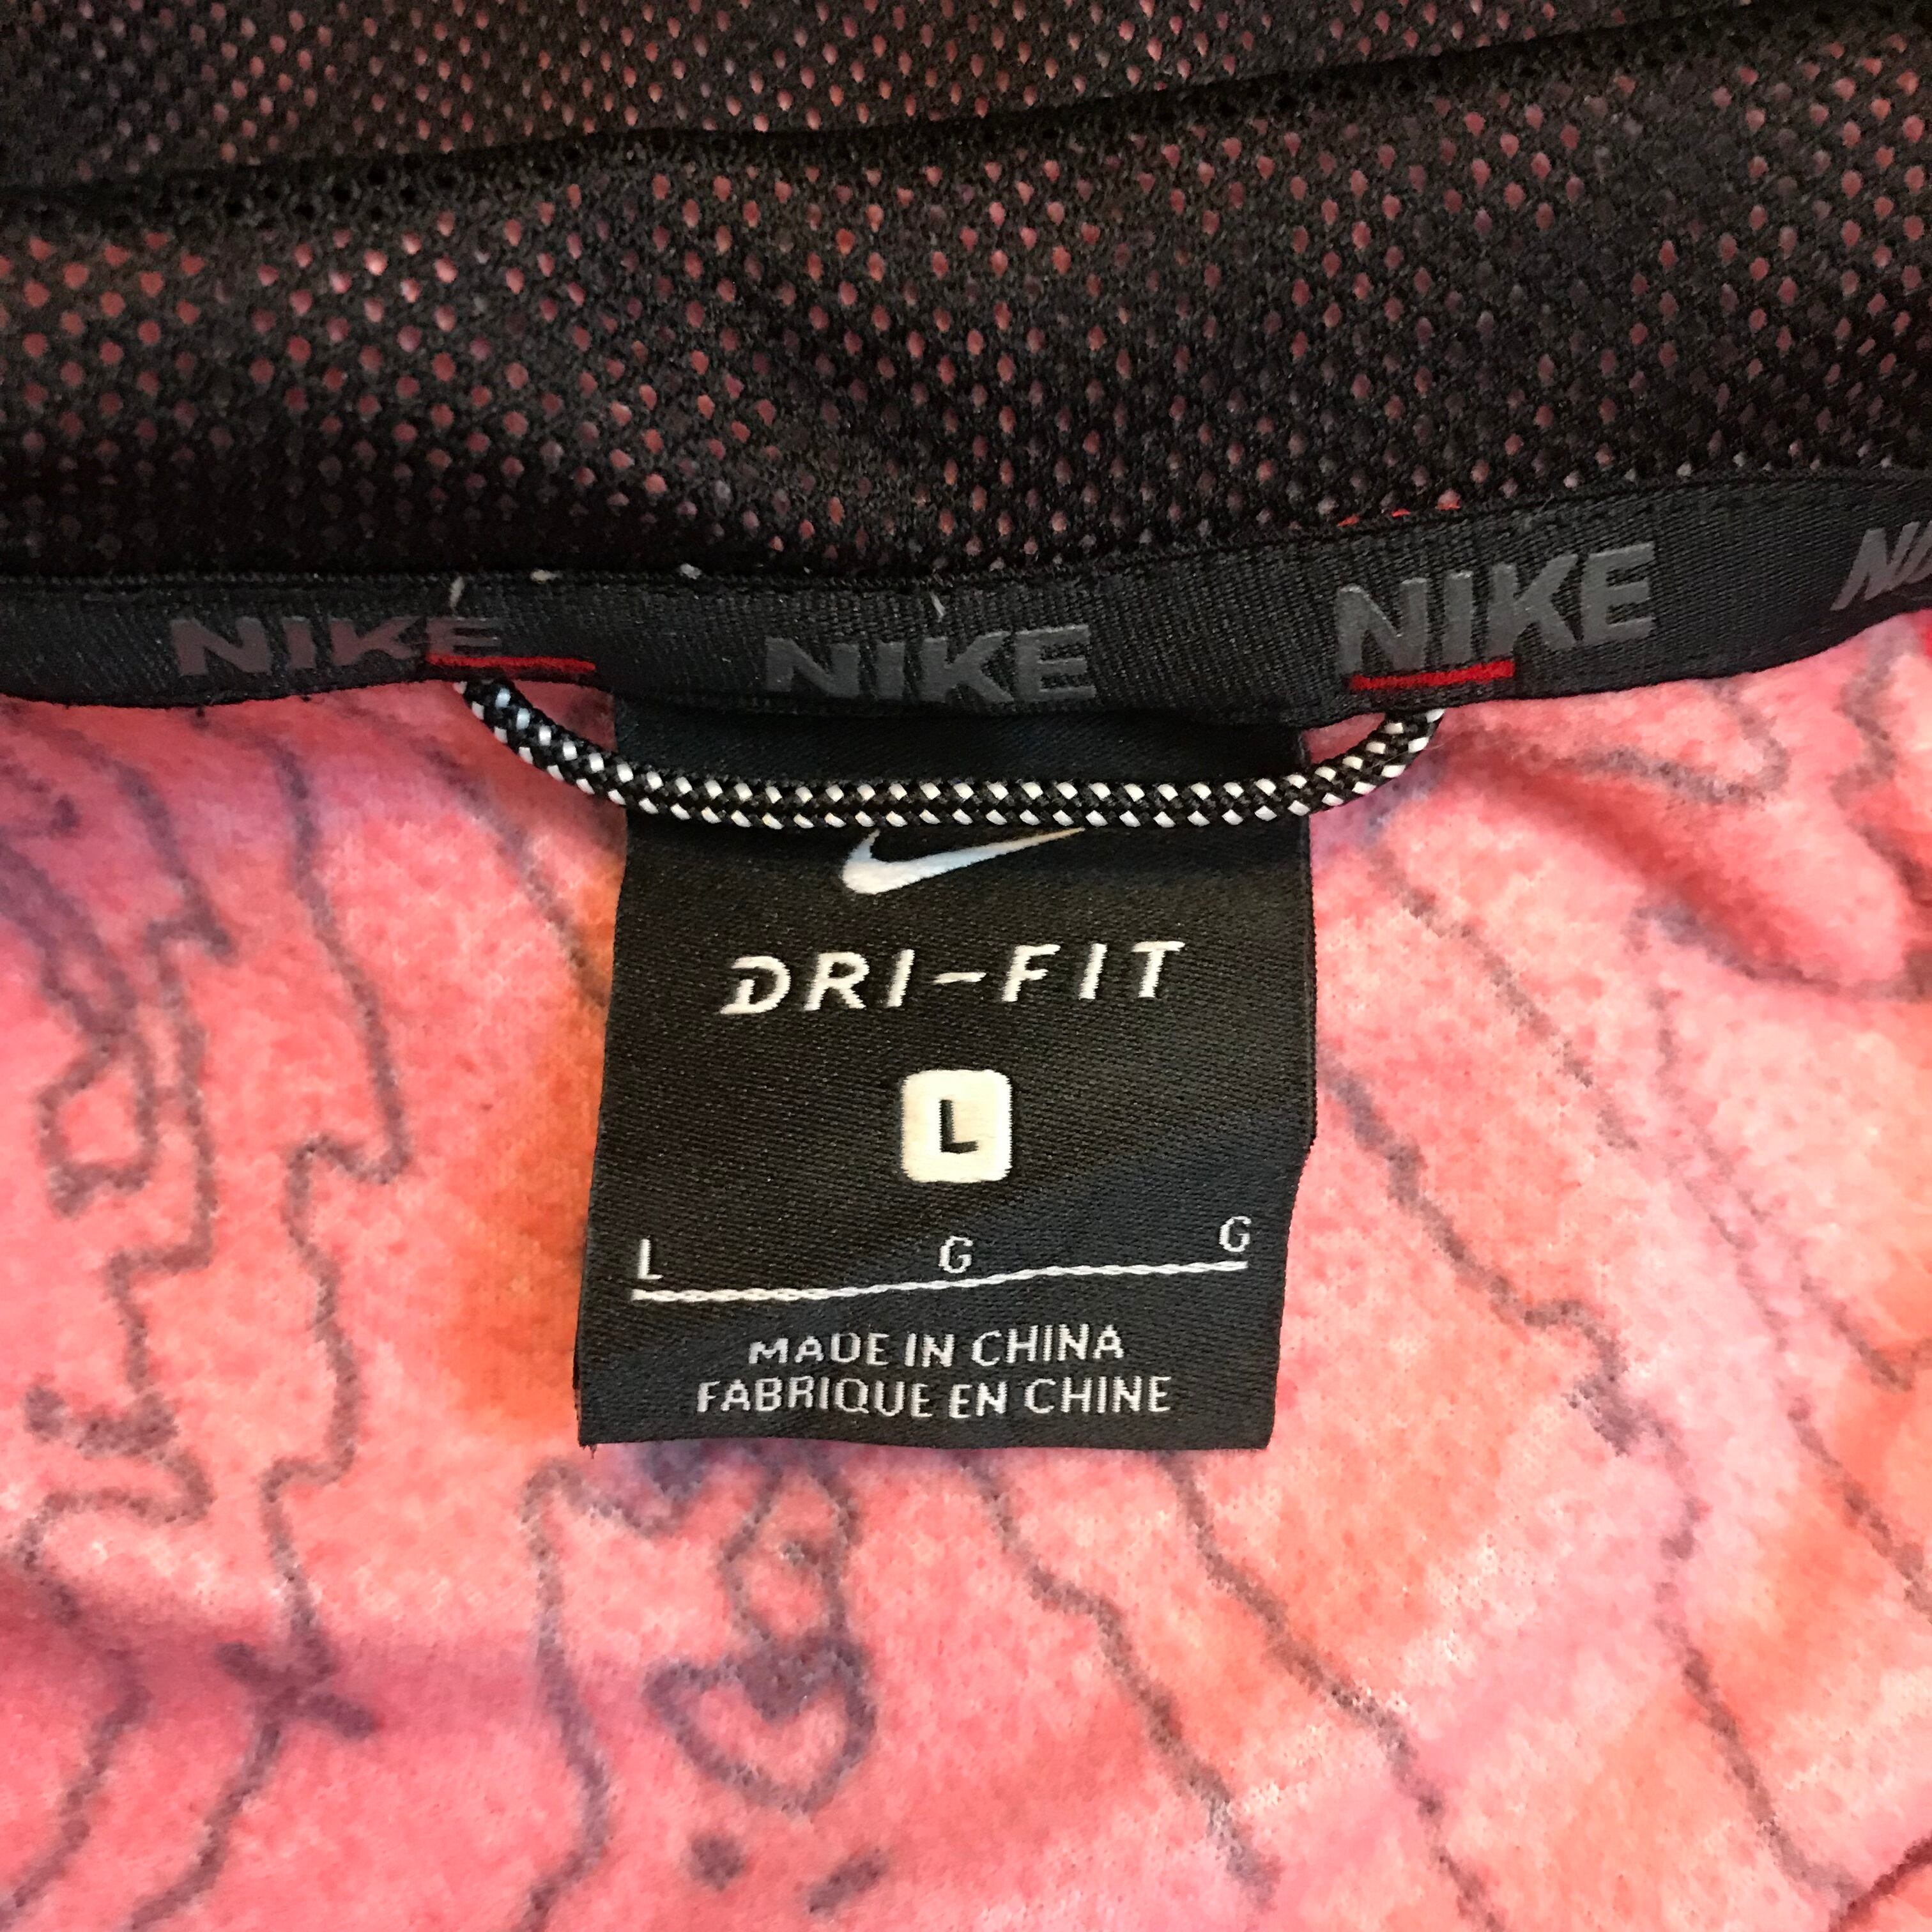 NIKE NIKE NIKE
DRI-FIT
L
L G G
MADE IN CHINA
FABRIQUE EN CHINE